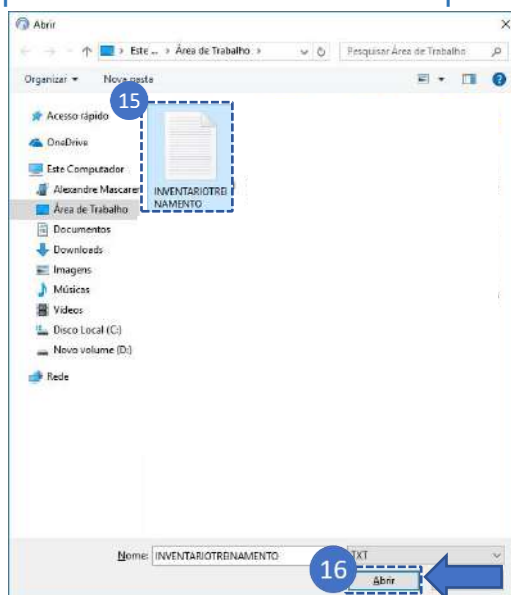 Abrir
Este ... > Área de Trabalho >
Pesquisar Área de Trabalho
Organizar
Nova pasta
15
Acesso rápido
OneDrive
Este Computador
Alexandre Mascare
Área de Trabalho
Documentos
Downloads
Imagens
Músicas
Vídeos
Disco Local (C:)
Novo volume (D:)
Rede
INVENTARIOTREI
NAMENTO
Nome: INVENTARIOTREINAMENTO
TXT
16
Abrir